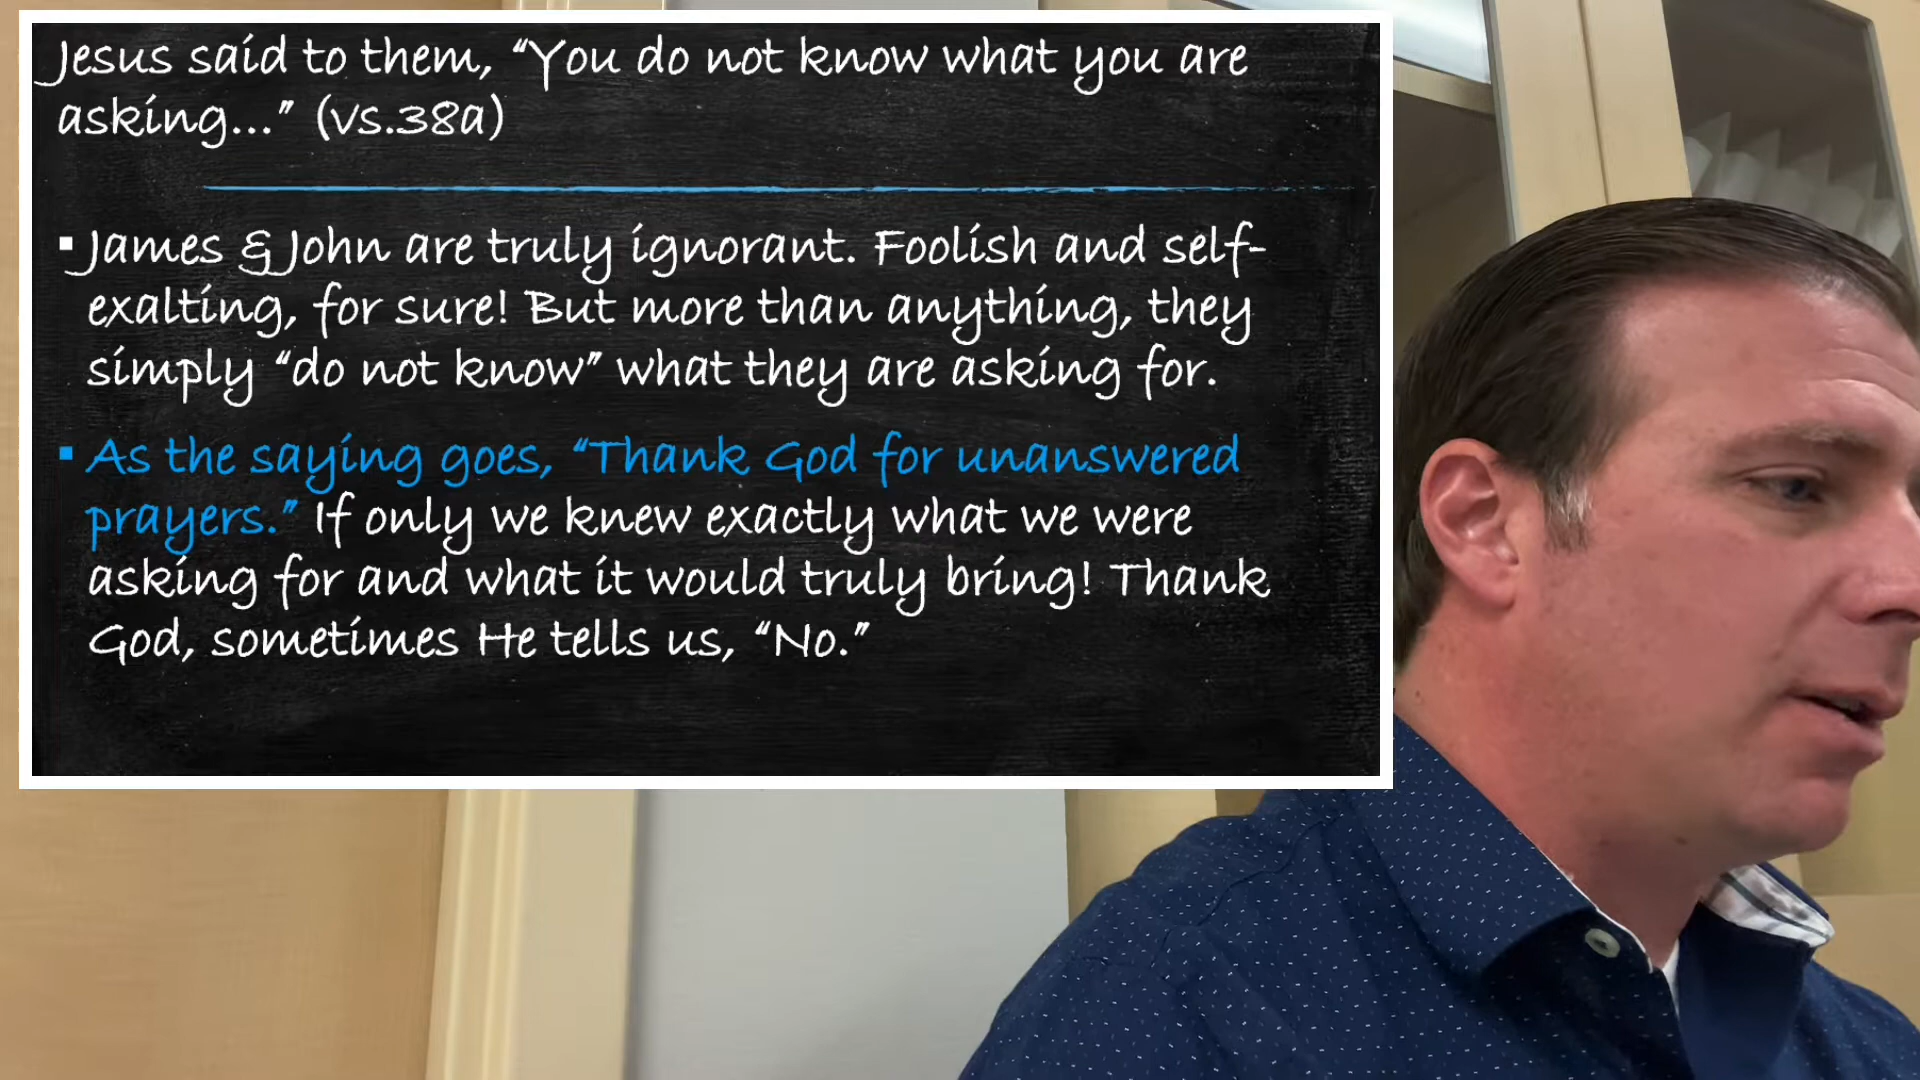 Jesus said to them, “You do not know what you are
asking…” (vs.38a)
▪ James & John are truly ignorant. Foolish and self-
exalting, for sure! But more than anything, they
simply “do not know” what they are asking for.
▪ As the saying goes, “Thank God for unanswered
prayers.” If only we knew exactly what we were
asking for and what it would truly bring! Thank
God, sometimes He tells us, “No.”